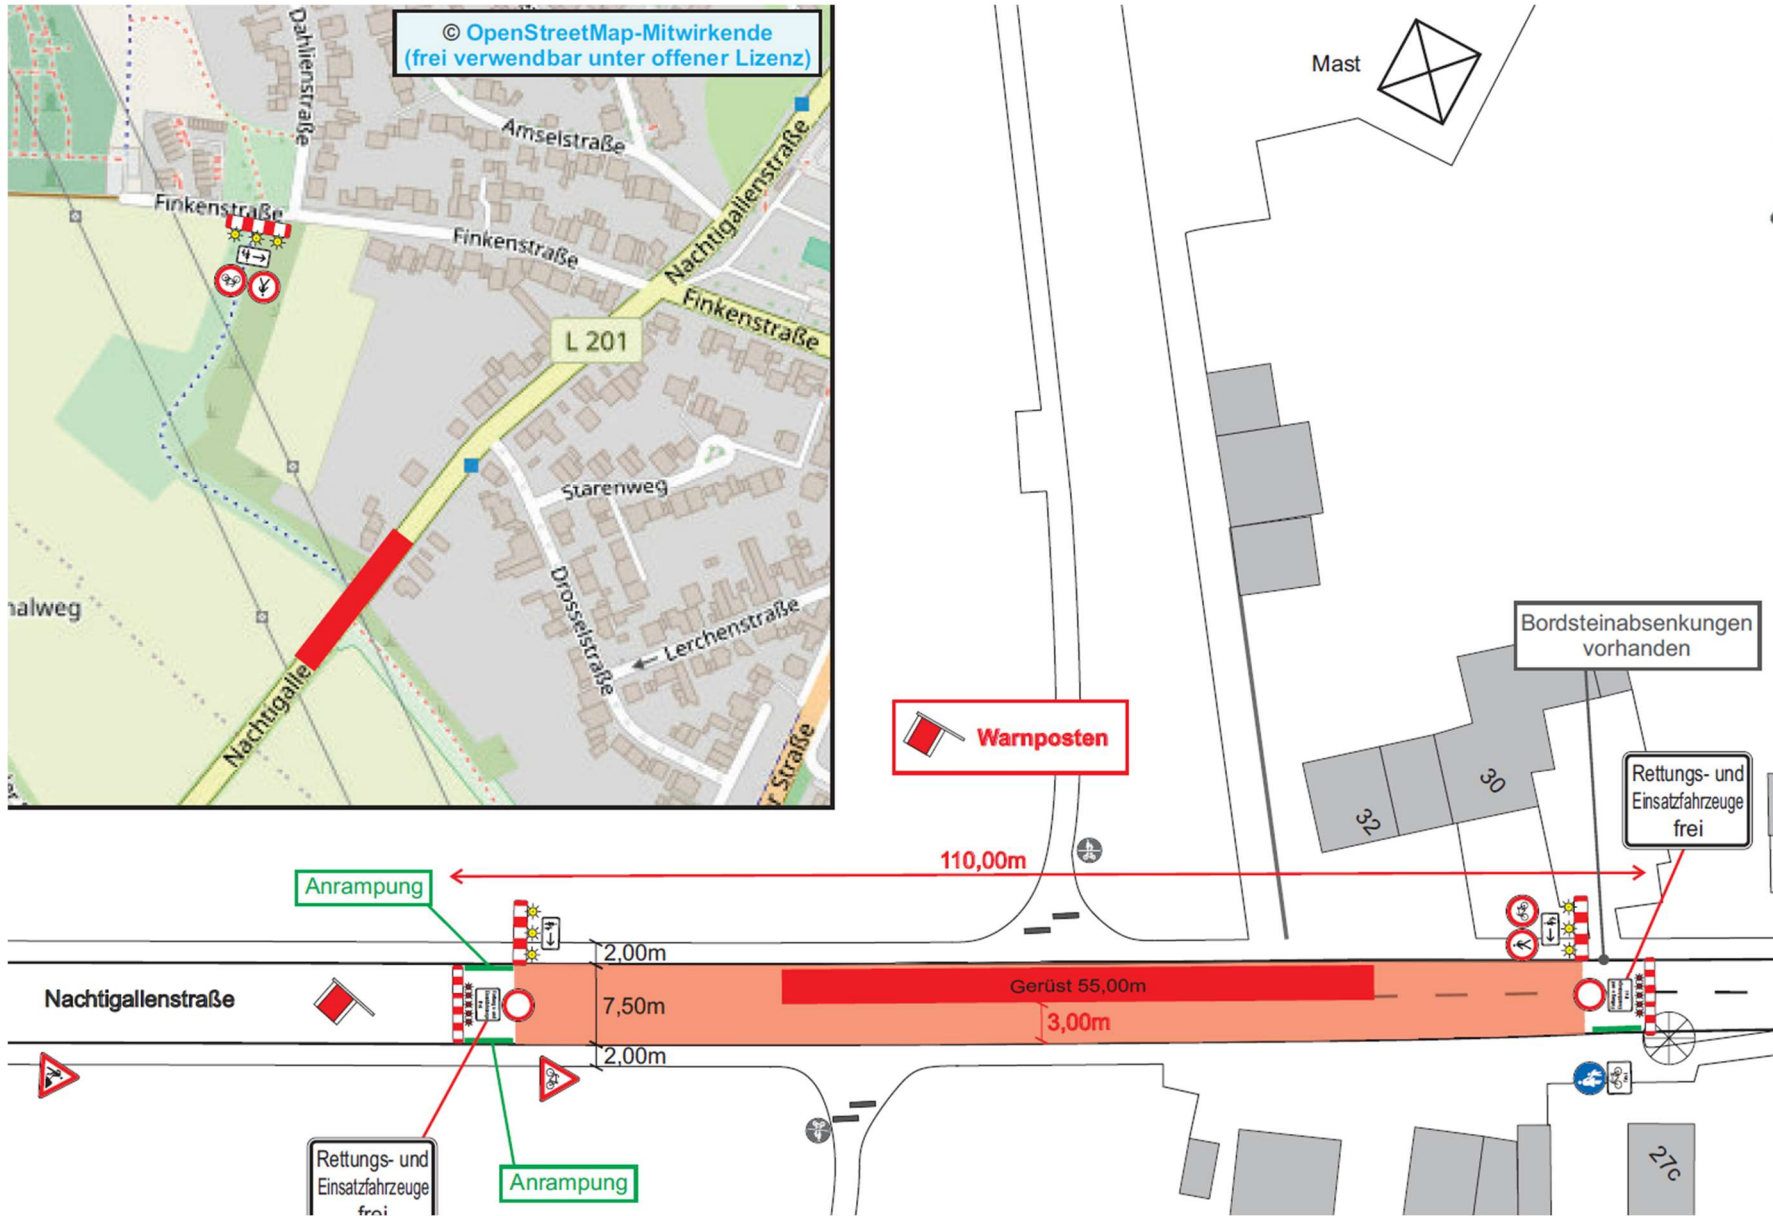 © OpenStreetMap-Mitwirkende
(frei verwendbar unter offener Lizenz)
Dahlienstraße
Amselstraße
Finkenstraße
Finkenstraße
Nachtigallenstraße
Finkenstraße
L 201
Starenweg
Drosselstraße
Lerchenstraße
nalweg
Nachtigalle
r Straße
Mast
Bordsteinabsenkungen
vorhanden
Warnposten
Rettungs- und
Einsatzfahrzeuge
frei
32
30
110,00m
Anrampung
2,00m
Nachtigallenstraße
7,50m
Gerüst 55,00m
3,00m
2,00m
Anrampung
Rettungs- und
Einsatzfahrzeuge
frei
27c